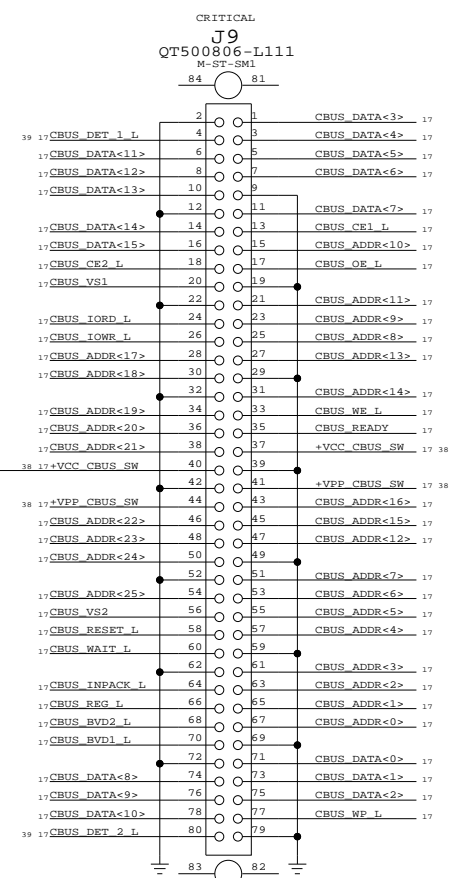 CRITICAL
J9
QT500806-L111
M-ST-SM1
84 81
2 1 CBUS_DATA<3> 17
39 17 CBUS_DET_1_L 4 3 CBUS_DATA<4> 17
17 CBUS_DATA<11> 6 5 CBUS_DATA<5> 17
17 CBUS_DATA<12> 8 7 CBUS_DATA<6> 17
17 CBUS_DATA<13> 10 9
12 11 CBUS_DATA<7> 17
17 CBUS_DATA<14> 14 13 CBUS_CE1_L 17
17 CBUS_DATA<15> 16 15 CBUS_ADDR<10> 17
17 CBUS_CE2_L 18 17 CBUS_OE_L 17
17 CBUS_VS1 20 19
22 21 CBUS_ADDR<11> 17
17 CBUS_IORD_L 24 23 CBUS_ADDR<9> 17
17 CBUS_IOWR_L 26 25 CBUS_ADDR<8> 17
17 CBUS_ADDR<17> 28 27 CBUS_ADDR<13> 17
17 CBUS_ADDR<18> 30 29
32 31 CBUS_ADDR<14> 17
17 CBUS_ADDR<19> 34 33 CBUS_WE_L 17
17 CBUS_ADDR<20> 36 35 CBUS_READY 17
17 CBUS_ADDR<21> 38 37 +VCC_CBUS_SW 17 38
38 17 +VCC_CBUS_SW 40 39
42 41 +VPP_CBUS_SW 17 38
38 17 +VPP_CBUS_SW 44 43 CBUS_ADDR<16> 17
17 CBUS_ADDR<22> 46 45 CBUS_ADDR<15> 17
17 CBUS_ADDR<23> 48 47 CBUS_ADDR<12> 17
17 CBUS_ADDR<24> 50 49
52 51 CBUS_ADDR<7> 17
17 CBUS_ADDR<25> 54 53 CBUS_ADDR<6> 17
17 CBUS_VS2 56 55 CBUS_ADDR<5> 17
17 CBUS_RESET_L 58 57 CBUS_ADDR<4> 17
17 CBUS_WAIT_L 60 59
62 61 CBUS_ADDR<3> 17
17 CBUS_INPACK_L 64 63 CBUS_ADDR<2> 17
17 CBUS_REG_L 66 65 CBUS_ADDR<1> 17
17 CBUS_BVD2_L 68 67 CBUS_ADDR<0> 17
17 CBUS_BVD1_L 70 69
72 71 CBUS_DATA<0> 17
17 CBUS_DATA<8> 74 73 CBUS_DATA<1> 17
17 CBUS_DATA<9> 76 75 CBUS_DATA<2> 17
17 CBUS_DATA<10> 78 77 CBUS_WP_L 17
39 17 CBUS_DET_2_L 80 79
83 82